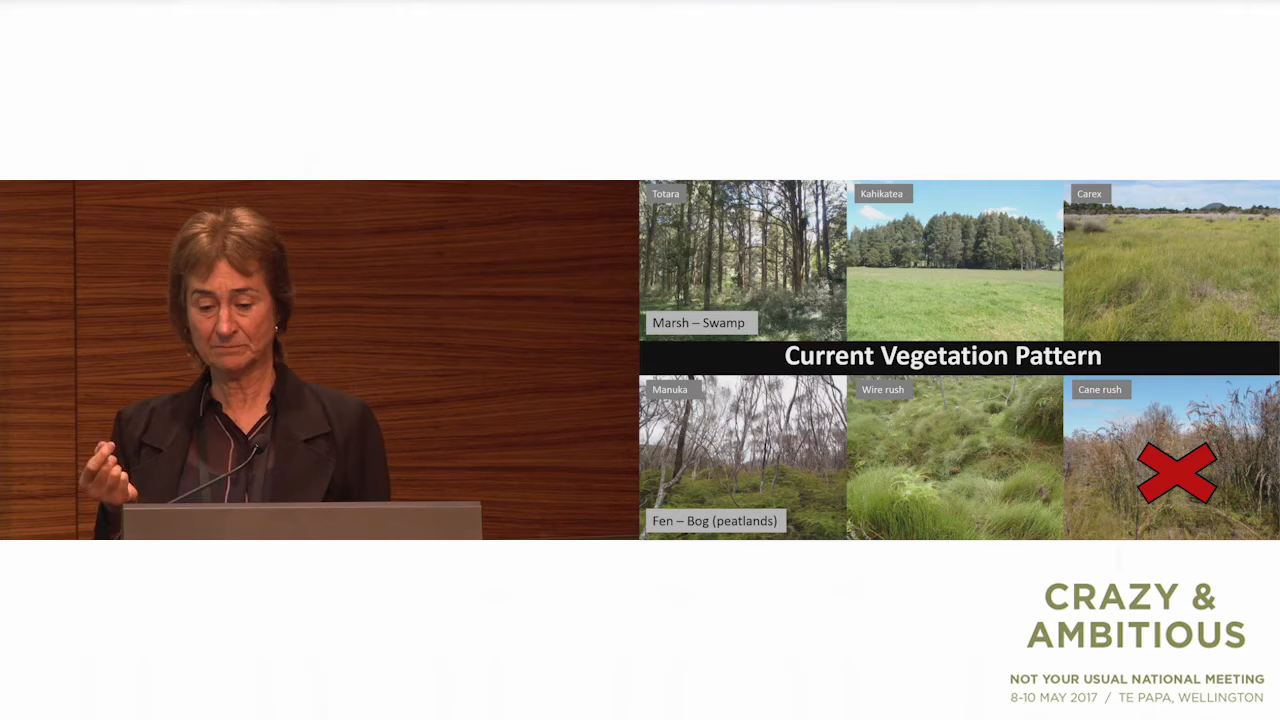 Totara
Kahikatea
Carex
Marsh – Swamp
Current Vegetation Pattern
Manuka
Wire rush
Cane rush
Fen – Bog (peatlands)
CRAZY &
AMBITIOUS
NOT YOUR USUAL NATIONAL MEETING
8-10 MAY 2017 / TE PAPA, WELLINGTON